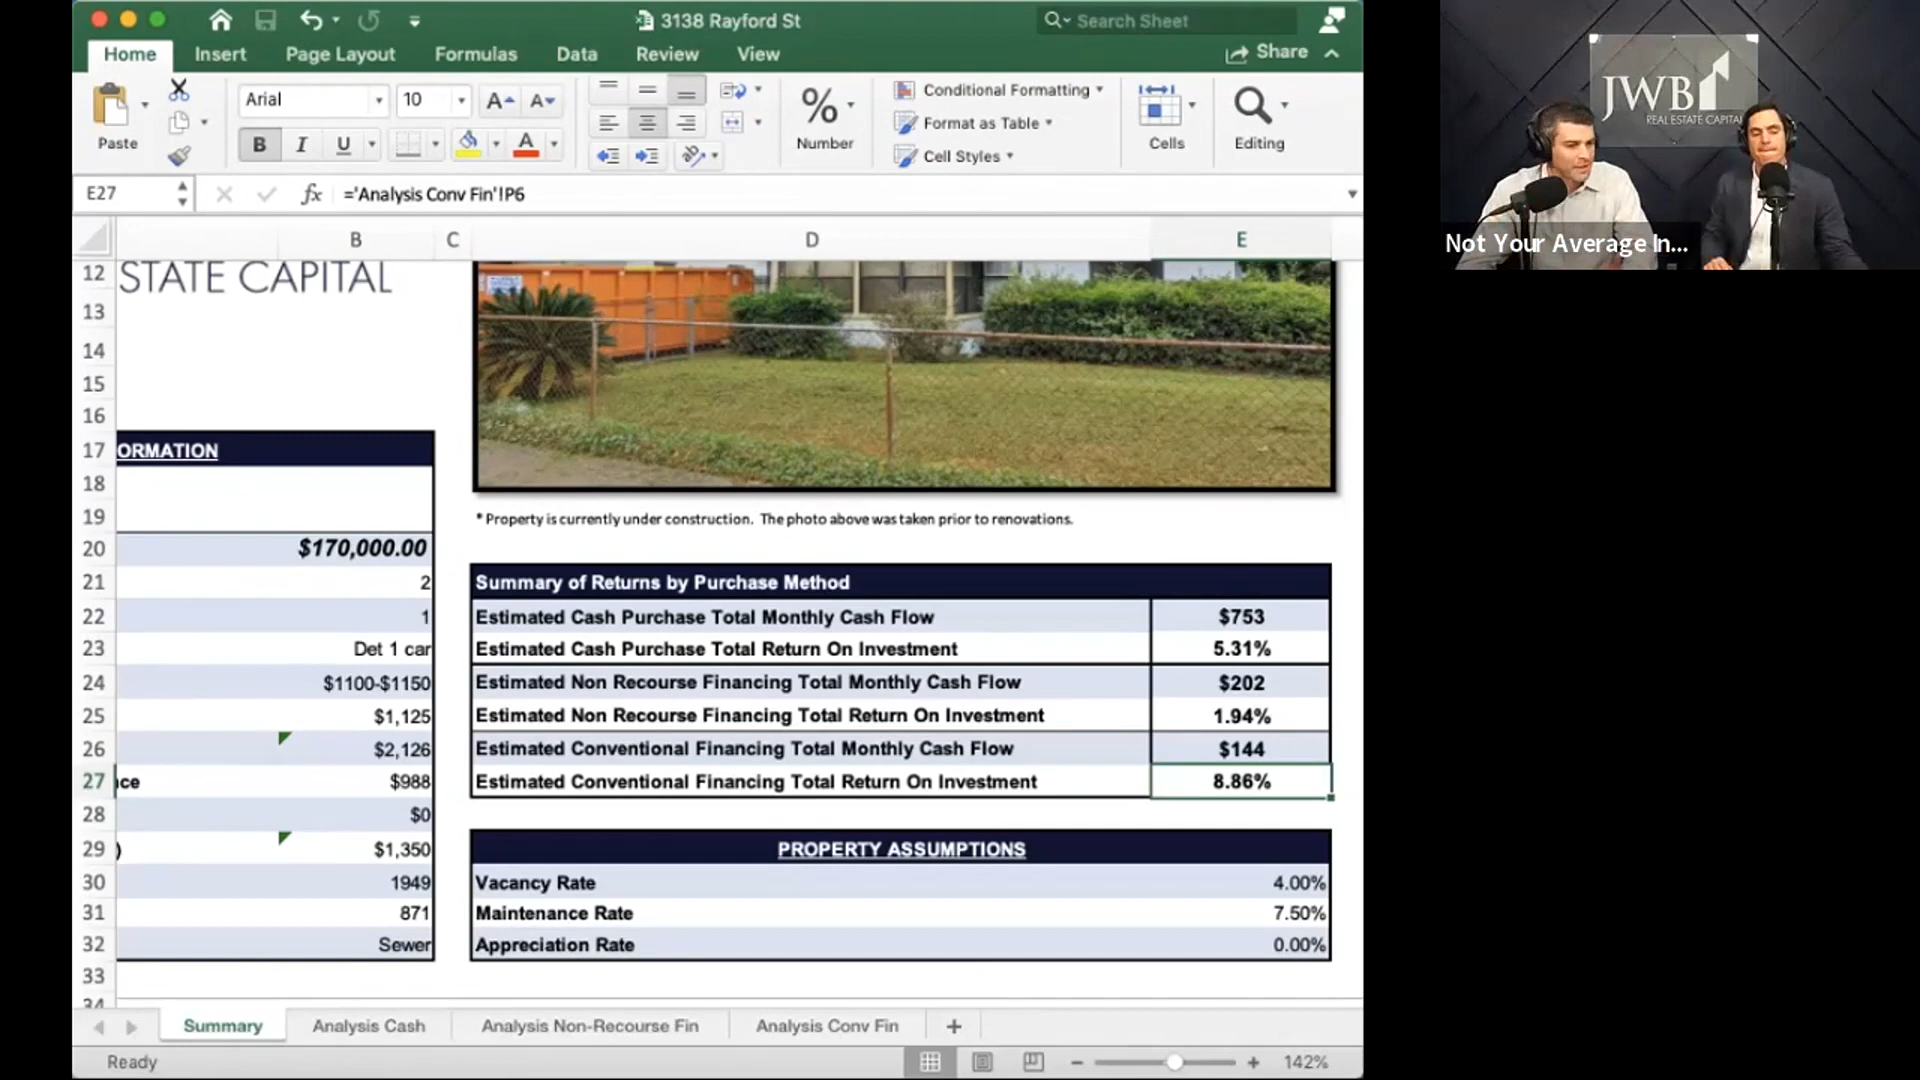 3138 Rayford St
Search Sheet
Home
Insert
Page Layout
Formulas
Data
Review
View
Share
Paste
Arial
10
A
A
B
I
U
A
%
Number
Conditional Formatting
Format as Table
Cell Styles
Cells
Editing
E27
fx
='Analysis Conv Fin'!P6
B
C
D
E
12
STATE CAPITAL
13
14
15
16
17
ORMATION
18
19
* Property is currently under construction. The photo above was taken prior to renovations.
20
$170,000.00
21
2
Summary of Returns by Purchase Method
22
1
Estimated Cash Purchase Total Monthly Cash Flow
$753
23
Det 1 car
Estimated Cash Purchase Total Return On Investment
5.31%
24
$1100-$1150
Estimated Non Recourse Financing Total Monthly Cash Flow
$202
25
$1,125
Estimated Non Recourse Financing Total Return On Investment
1.94%
26
$2,126
Estimated Conventional Financing Total Monthly Cash Flow
$144
27
ce
$988
Estimated Conventional Financing Total Return On Investment
8.86%
28
$0
29
)
$1,350
PROPERTY ASSUMPTIONS
30
1949
Vacancy Rate
4.00%
31
871
Maintenance Rate
7.50%
32
Sewer
Appreciation Rate
0.00%
33
34
Summary
Analysis Cash
Analysis Non-Recourse Fin
Analysis Conv Fin
+
Ready
142%
JWB
REAL ESTATE CAPITAL
Not Your Average In...